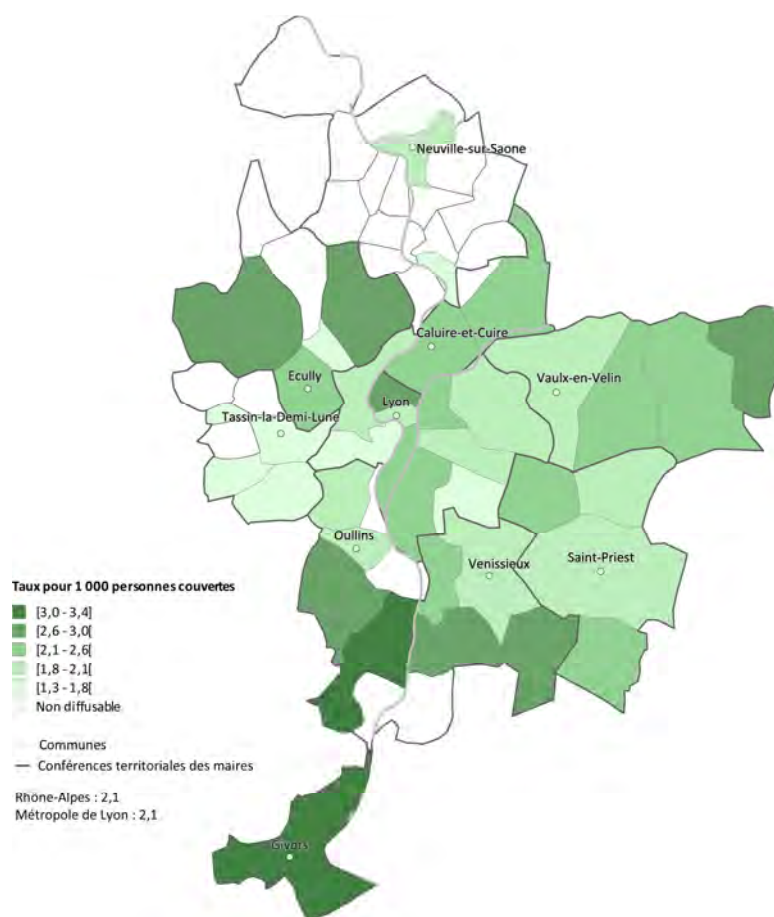 Neuville-sur-Saone
Caluire-et-Cuire
Ecully
Vaulx-en-Velin
Lyon
Tassin-la-Demi-Lune
Oullins
Venissieux
Saint-Priest
Taux pour 1 000 personnes couvertes
[3,0 - 3,4]
[2,6 - 3,0[
[2,1 - 2,6[
[1,8 - 2,1[
[1,3 - 1,8[
Non diffusable
Communes
Conférences territoriales des maires
Rhône-Alpes : 2,1
Métropole de Lyon : 2,1
Givors